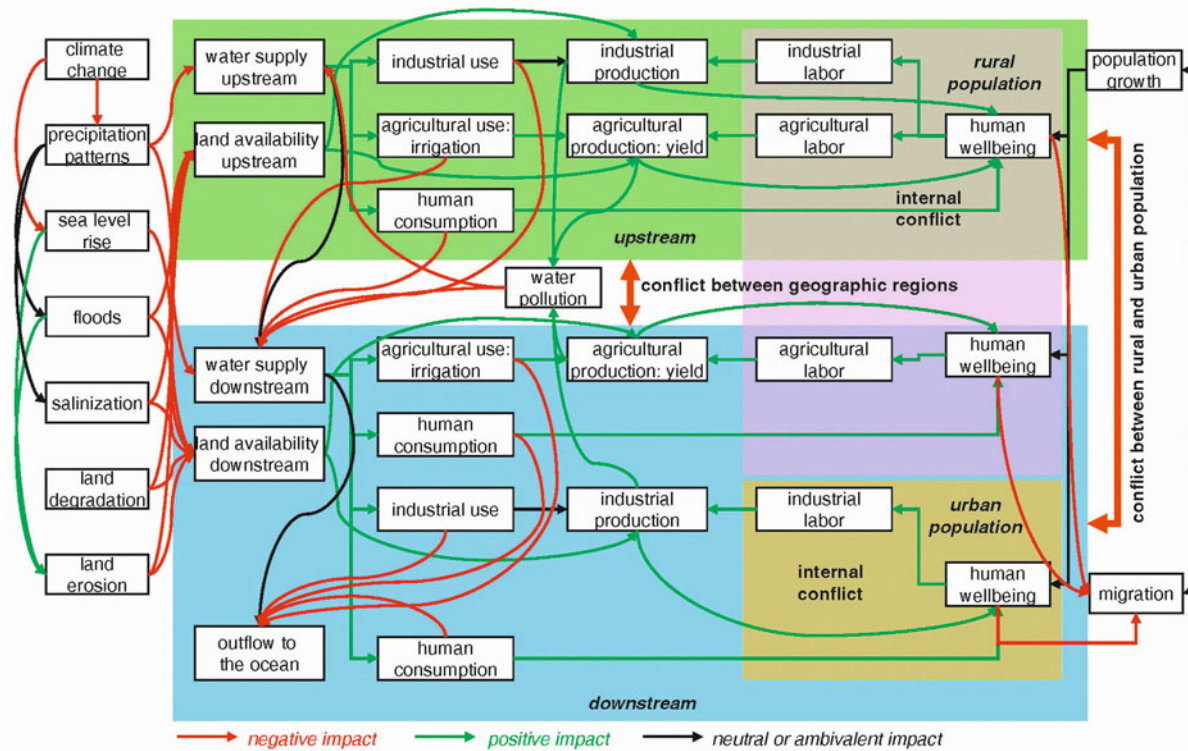 climate
change
precipitation
patterns
sea level
rise
floods
salinization
land
degradation
land
erosion
water supply
upstream
land availability
upstream
industrial use
agricultural use:
irrigation
human
consumption
industrial
production
agricultural
production: yield
industrial
labor
agricultural
labor
rural
population
human
wellbeing
internal
conflict
upstream
population
growth
water
pollution
conflict between geographic regions
conflict between rural and urban population
water supply
downstream
land availability
downstream
agricultural use:
irrigation
human
consumption
industrial use
agricultural
production: yield
agricultural
labor
human
wellbeing
industrial
production
industrial
labor
urban
population
internal
conflict
human
wellbeing
migration
outflow to
the ocean
human
consumption
downstream
negative impact
positive impact
neutral or ambivalent impact